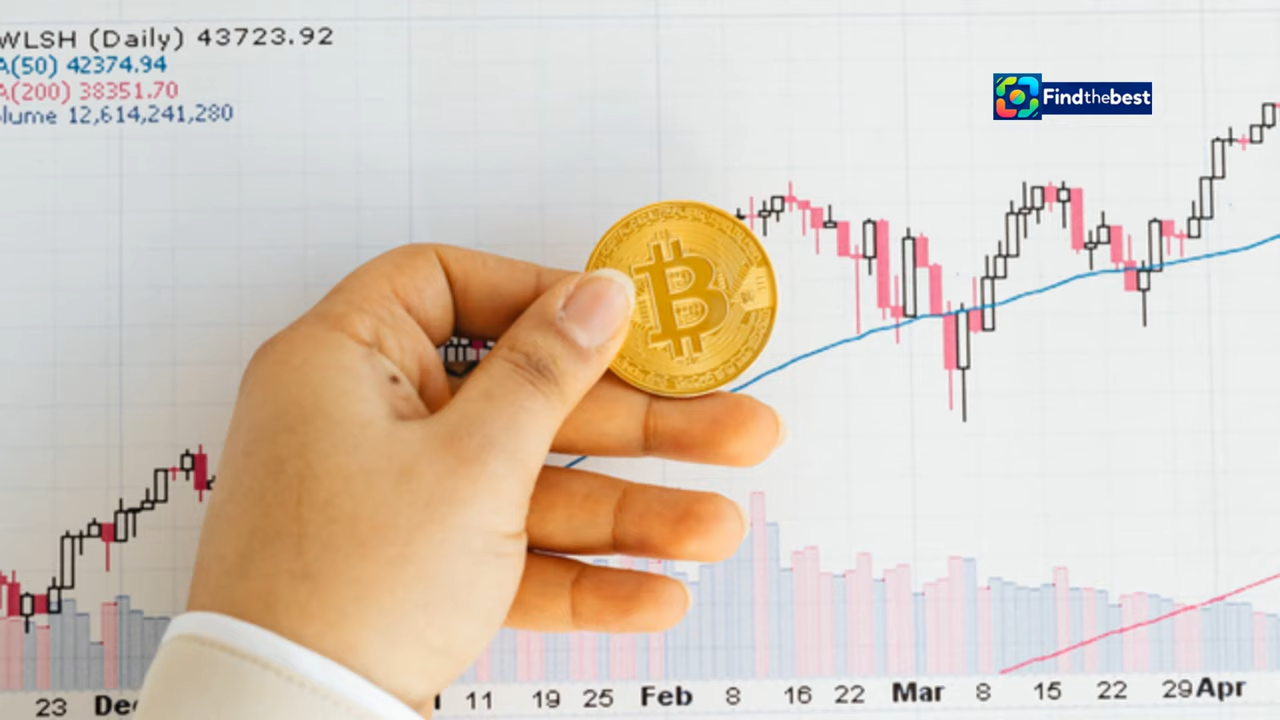 WLSH (Daily) 43723.92
A(50) 42374.94
A(200) 38351.70
lume 12,614,241,280
Findthebest
23 Dec 11 19 25 Feb 8 16 22 Mar 8 15 22 29 Apr